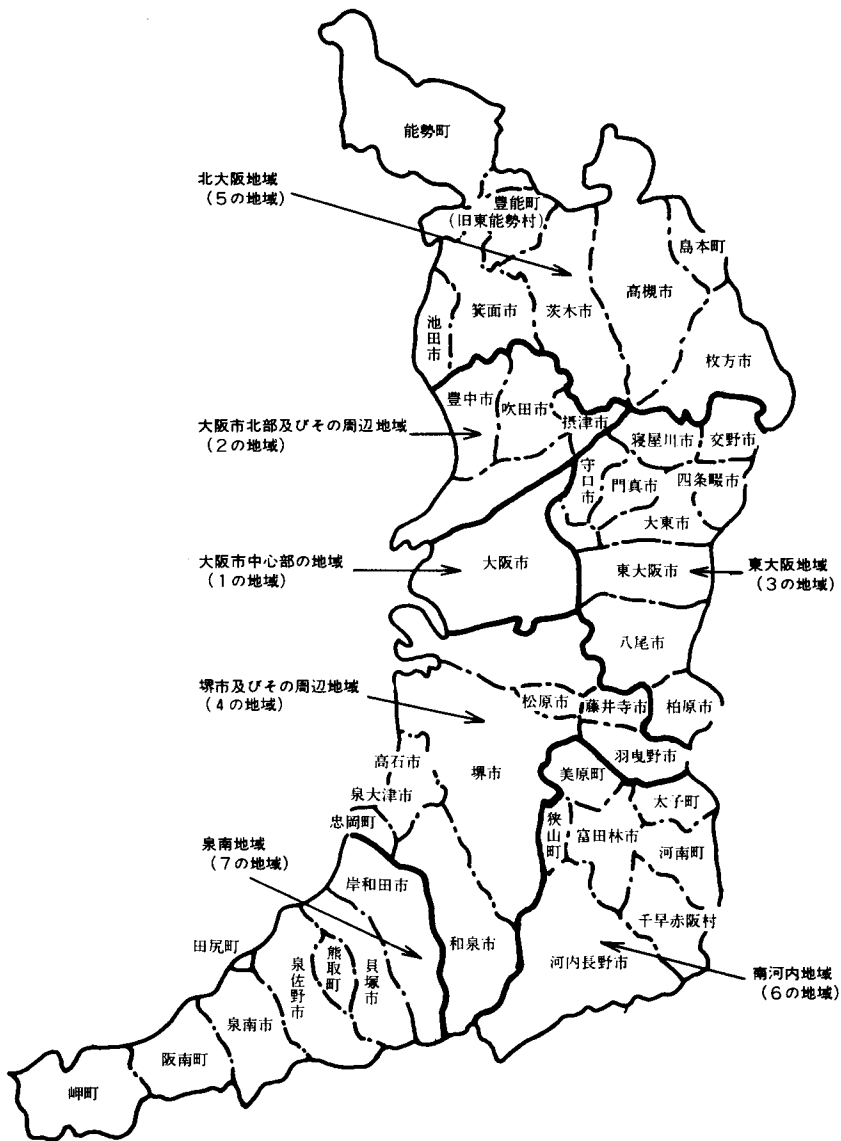 能勢町
北大阪地域
(5の地域)
豊能町
(旧東能勢村)
島本町
高槻市
茨木市
箕面市
池田市
枚方市
豊中市
吹田市
摂津市
大阪市北部及びその周辺地域
(2の地域)
寝屋川市
交野市
守口市
門真市
四条畷市
大東市
大阪市中心部の地域
(1の地域)
大阪市
東大阪市
東大阪地域
(3の地域)
八尾市
堺市及びその周辺地域
(4の地域)
松原市
藤井寺市
柏原市
羽曳野市
高石市
堺市
美原町
泉大津市
太子町
忠岡町
狭山町
富田林市
河南町
泉南地域
(7の地域)
岸和田市
千早赤阪村
田尻町
和泉市
河内長野市
熊取町
貝塚市
泉佐野市
南河内地域
(6の地域)
泉南市
阪南町
岬町